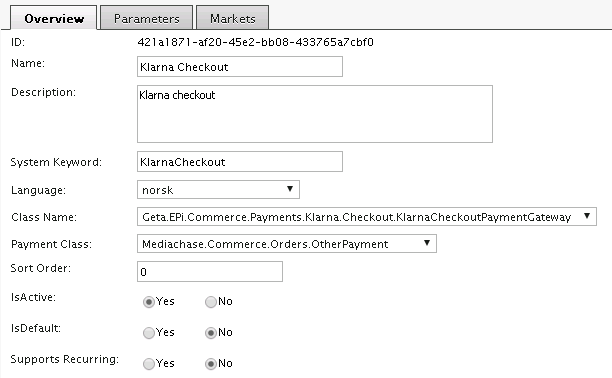 Overview Parameters Markets
ID: 421a1871-af20-45e2-bb08-433765a7cbf0
Name: Klarna Checkout
Description: Klarna checkout
System Keyword: KlarnaCheckout
Language: norsk
Class Name: Geta.EPi.Commerce.Payments.Klarna.Checkout.KlarnaCheckoutPaymentGateway
Payment Class: Mediachase.Commerce.Orders.OtherPayment
Sort Order: 0
IsActive: Yes No
IsDefault: Yes No
Supports Recurring: Yes No